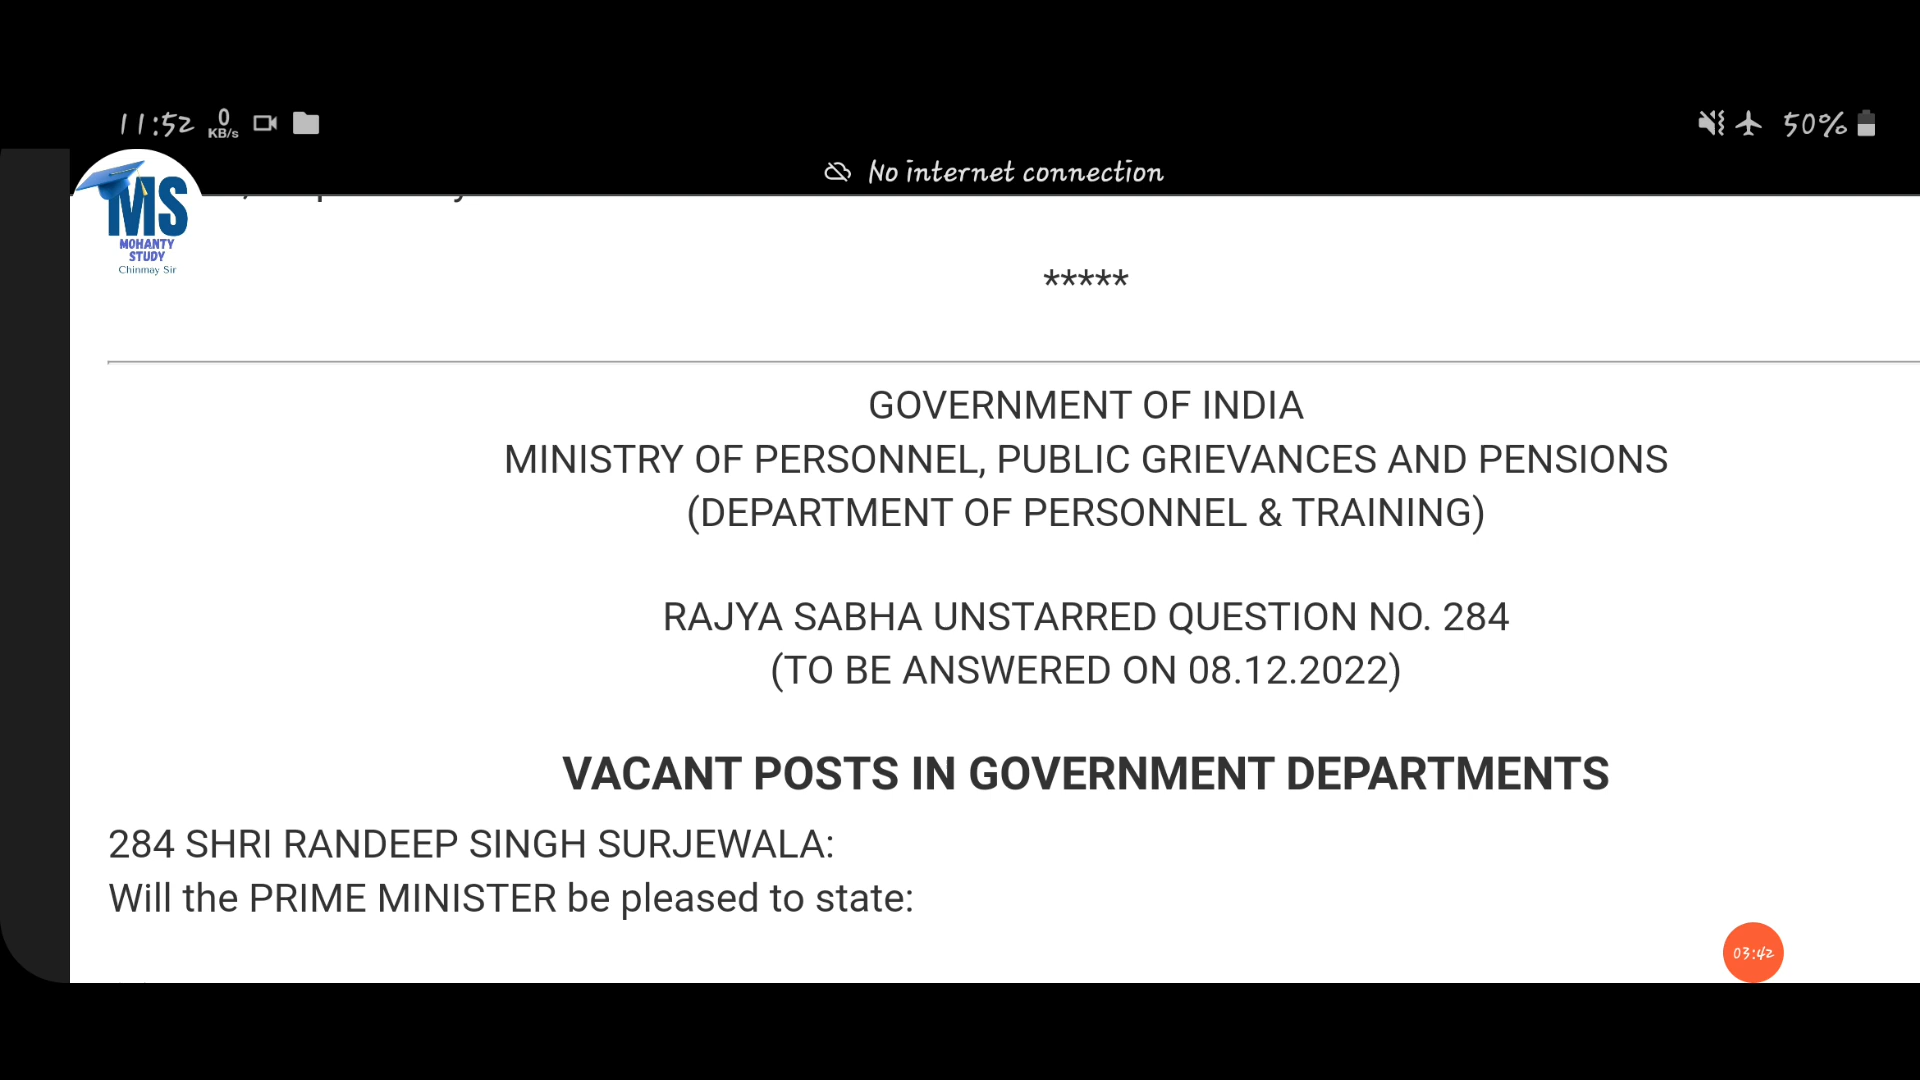 11:52 0 KB/s 50%
No internet connection
MS
MOHANTY
STUDY
Chinmay Sir
*****
GOVERNMENT OF INDIA
MINISTRY OF PERSONNEL, PUBLIC GRIEVANCES AND PENSIONS
(DEPARTMENT OF PERSONNEL & TRAINING)
RAJYA SABHA UNSTARRED QUESTION NO. 284
(TO BE ANSWERED ON 08.12.2022)
VACANT POSTS IN GOVERNMENT DEPARTMENTS
284 SHRI RANDEEP SINGH SURJEWALA:
Will the PRIME MINISTER be pleased to state:
03:42